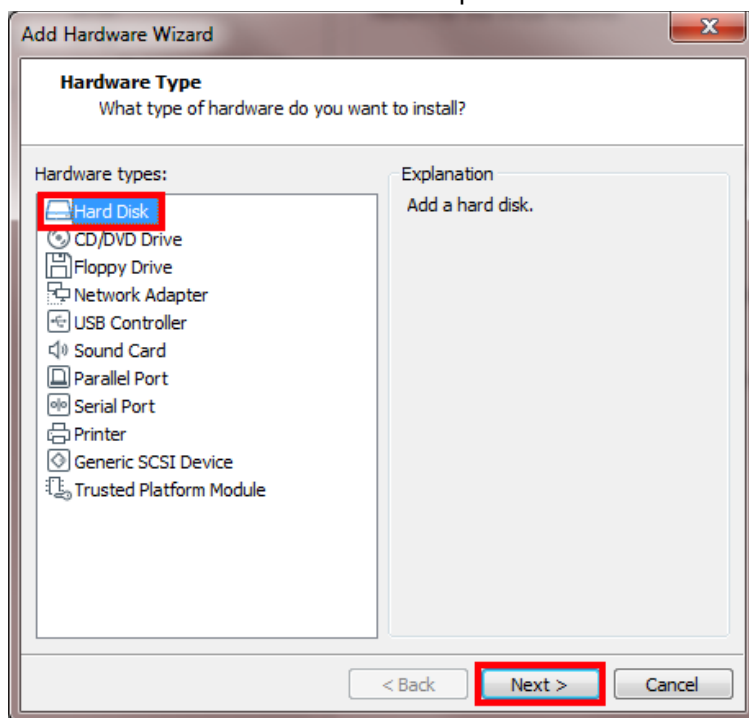 Add Hardware Wizard
Hardware Type
What type of hardware do you want to install?
Hardware types:
Hard Disk
CD/DVD Drive
Floppy Drive
Network Adapter
USB Controller
Sound Card
Parallel Port
Serial Port
Printer
Generic SCSI Device
Trusted Platform Module
Explanation
Add a hard disk.
< Back
Next >
Cancel